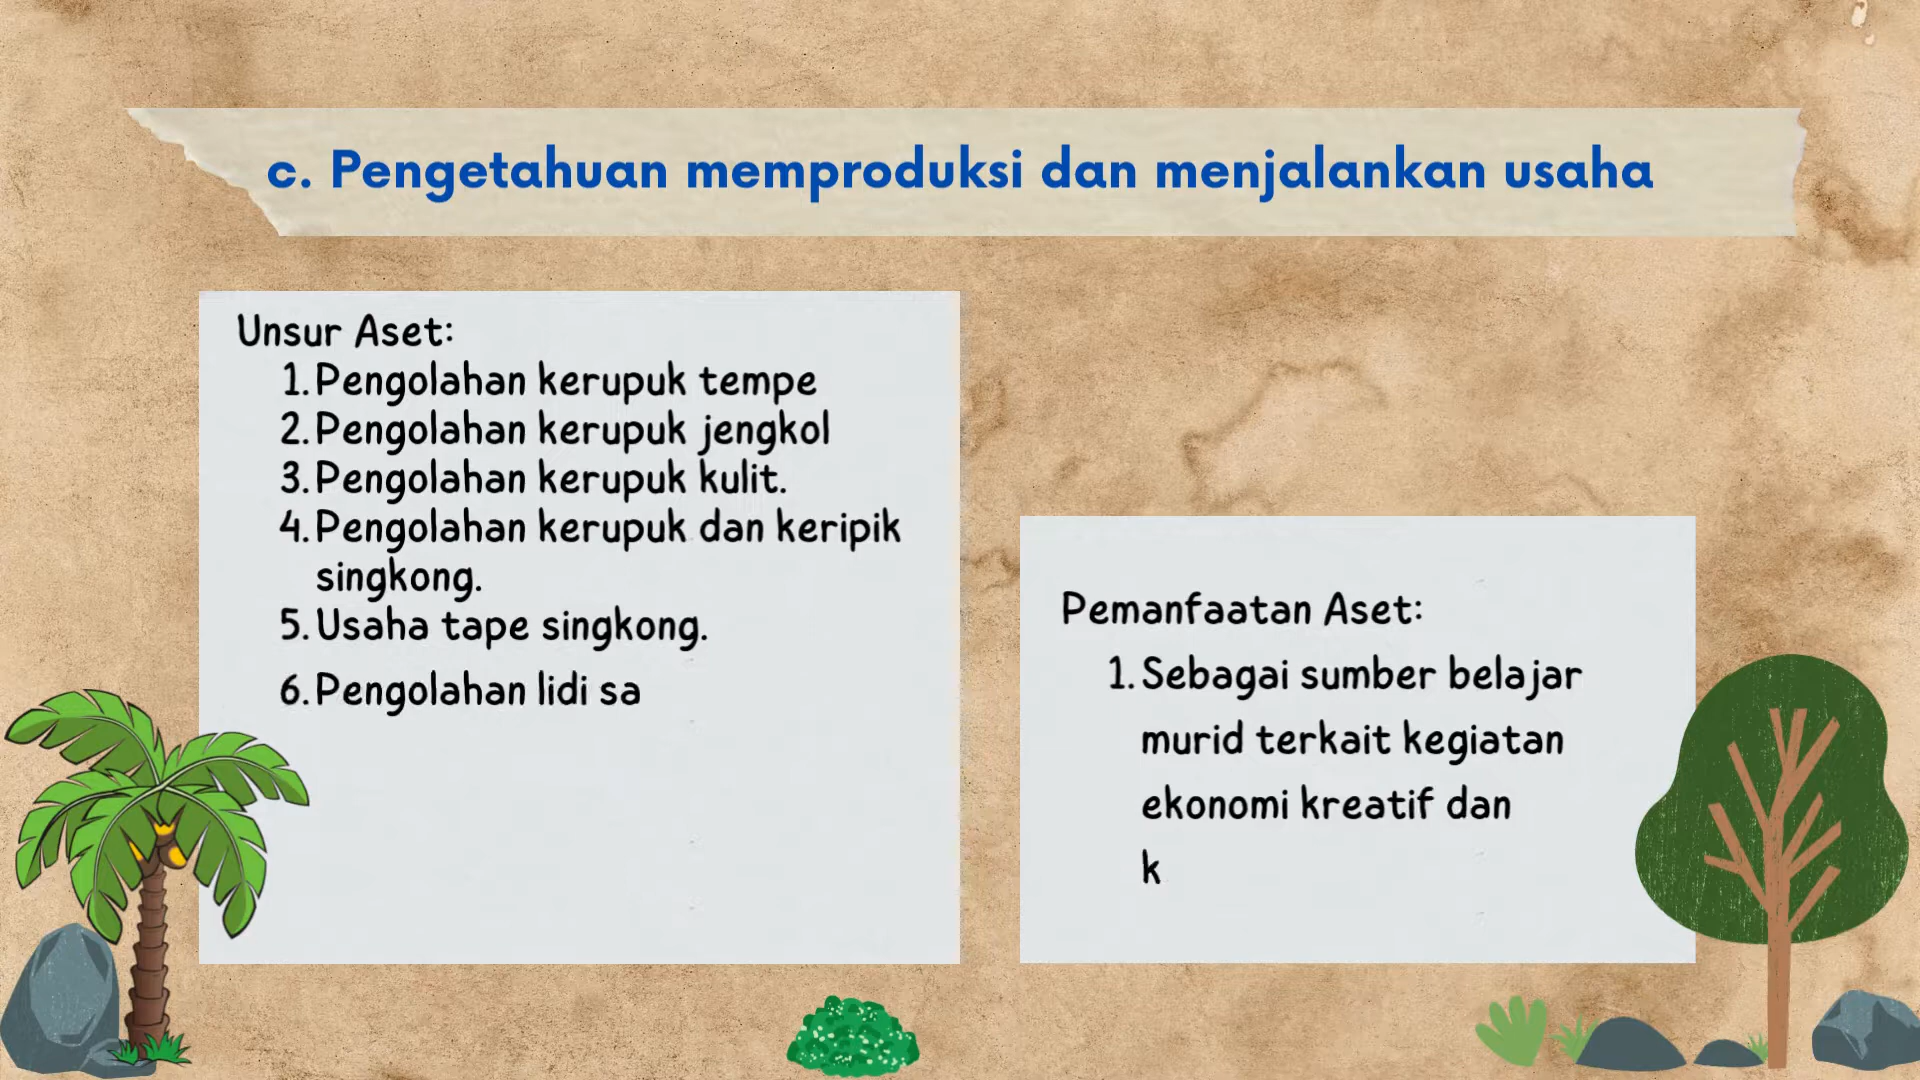 c. Pengetahuan memproduksi dan menjalankan usaha
Unsur Aset:
1. Pengolahan kerupuk tempe
2. Pengolahan kerupuk jengkol
3. Pengolahan kerupuk kulit.
4. Pengolahan kerupuk dan keripik
singkong.
5. Usaha tape singkong.
6. Pengolahan lidi sa
Pemanfaatan Aset:
1. Sebagai sumber belajar
murid terkait kegiatan
ekonomi kreatif dan
k